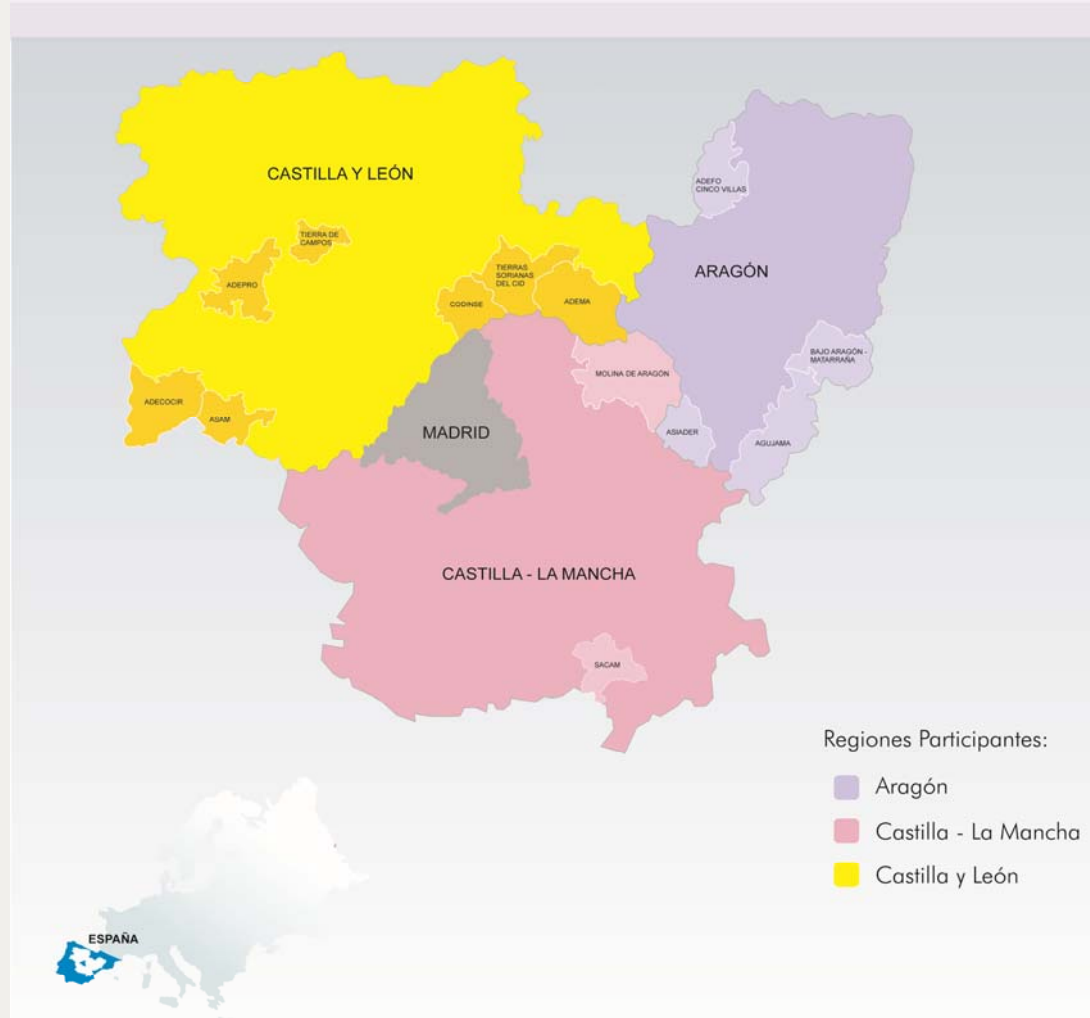 CASTILLA Y LEÓN
ADEFO
CINCO VILLAS
TIERRA DE
CAMPOS
ARAGÓN
TIERRAS
SORIANAS
DEL CID
ADEPRO
CODINSE
ADEMA
BAJO ARAGÓN -
MATARRAÑA
MOLINA DE ARAGÓN
ADECOCIR
ASAM
MADRID
ASIADER
AGUJAMA
CASTILLA - LA MANCHA
SACAM
Regiones Participantes:
Aragón
Castilla - La Mancha
Castilla y León
ESPAÑA